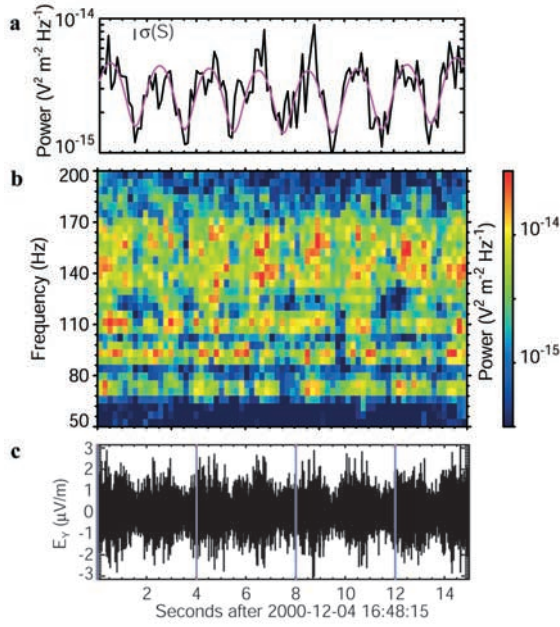 a
10⁻¹⁴
I σ(S)
Power (V² m⁻² Hz⁻¹)
10⁻¹⁵
b
200
170
140
110
80
50
Frequency (Hz)
10⁻¹⁴
10⁻¹⁵
Power (V² m⁻² Hz⁻¹)
c
3
2
1
0
-1
-2
-3
E_Y (μV/m)
2 4 6 8 10 12 14
Seconds after 2000-12-04 16:48:15